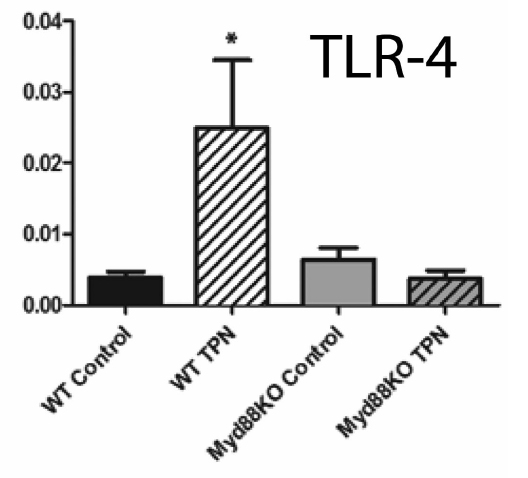 0.04
*
TLR-4
0.03
0.02
0.01
0.00
WT Control
WT TPN
Myd88KO Control
Myd88KO TPN